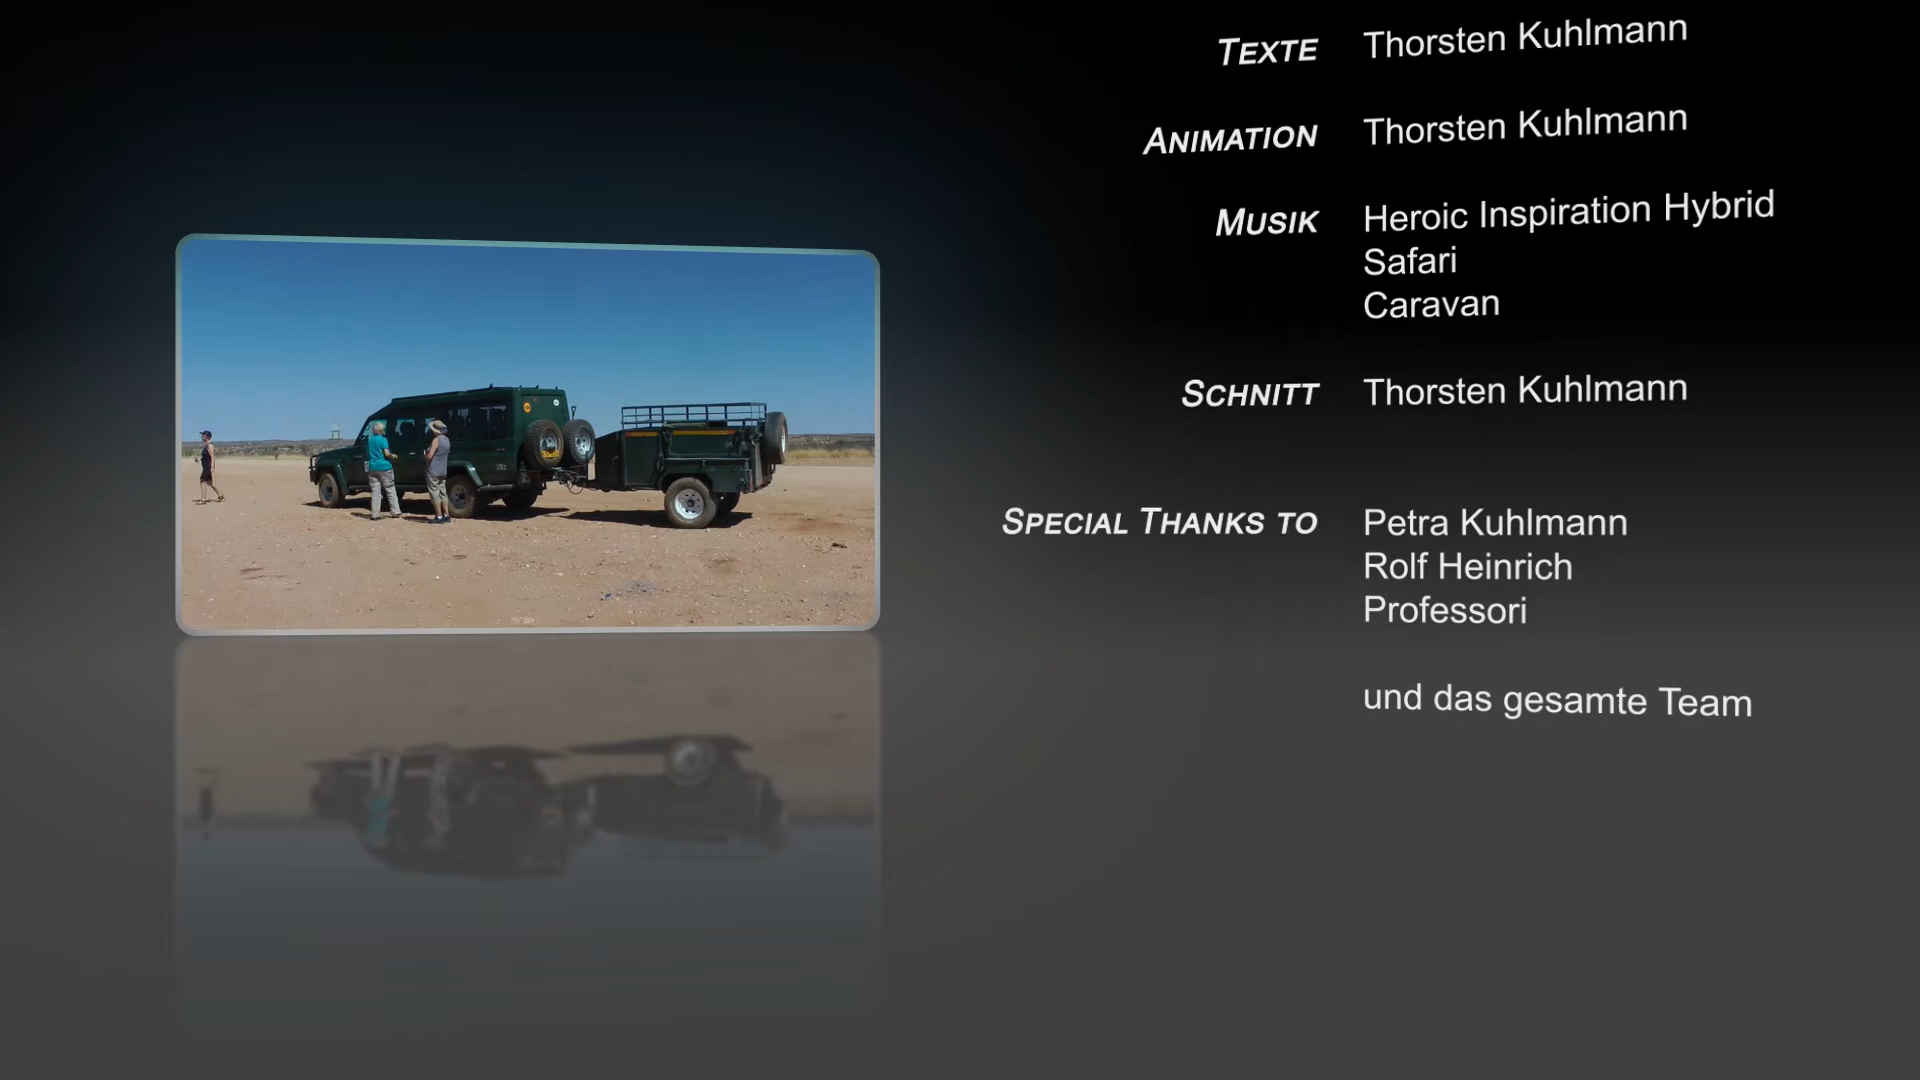 TEXTE Thorsten Kuhlmann
ANIMATION Thorsten Kuhlmann
MUSIK Heroic Inspiration Hybrid
Safari
Caravan
SCHNITT Thorsten Kuhlmann
SPECIAL THANKS TO Petra Kuhlmann
Rolf Heinrich
Professori
und das gesamte Team